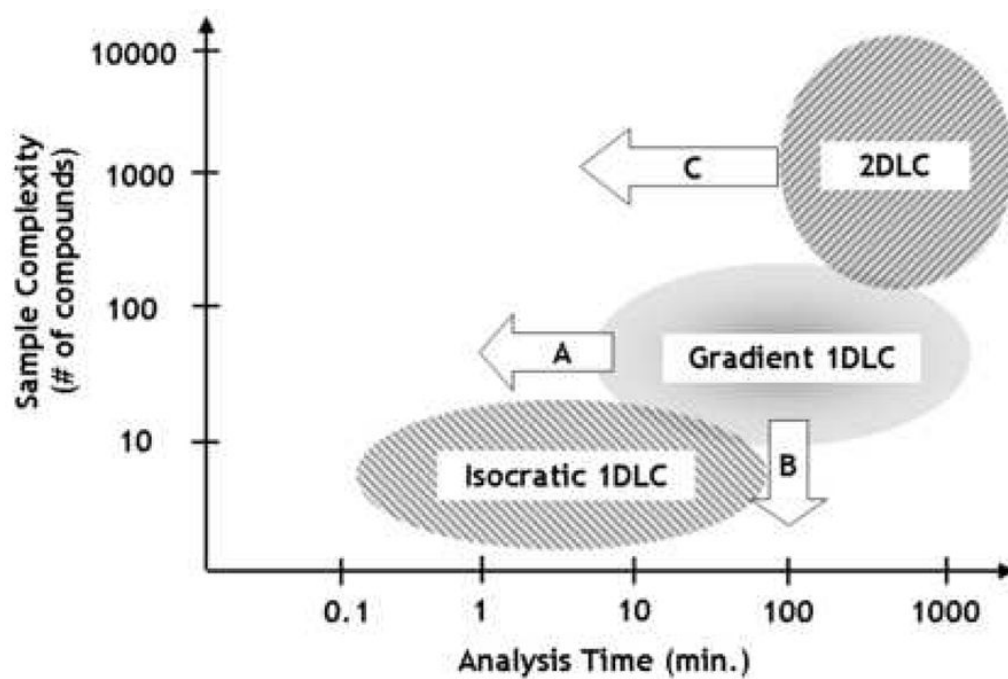 Sample Complexity
(# of compounds)
10000
1000
100
10
C
2DLC
A
Gradient 1DLC
Isocratic 1DLC
B
0.1 1 10 100 1000
Analysis Time (min.)